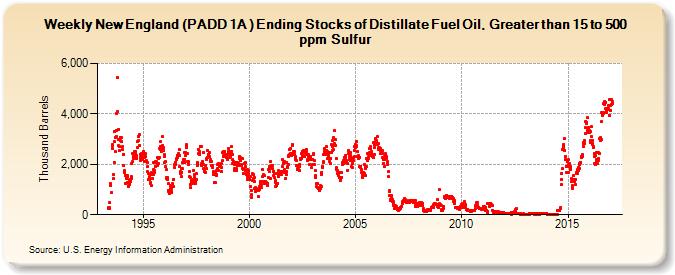 Weekly New England (PADD 1A) Ending Stocks of Distillate Fuel Oil, Greater than 15 to 500
ppm Sulfur
Thousand Barrels
6,000
4,000
2,000
0
1995
2000
2005
2010
2015
Source: U.S. Energy Information Administration